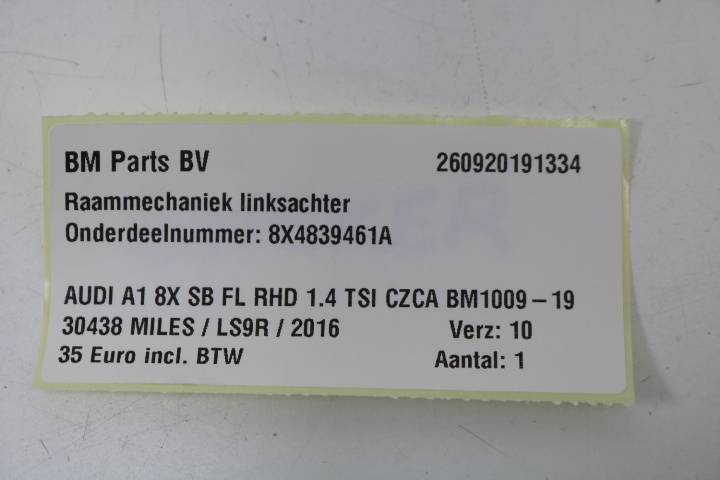 BM Parts BV 260920191334
Raammechaniek linksachter
Onderdeelnummer: 8X4839461A
AUDI A1 8X SB FL RHD 1.4 TSI CZCA BM1009-19
30438 MILES / LS9R / 2016 Verz: 10
35 Euro incl. BTW Aantal: 1